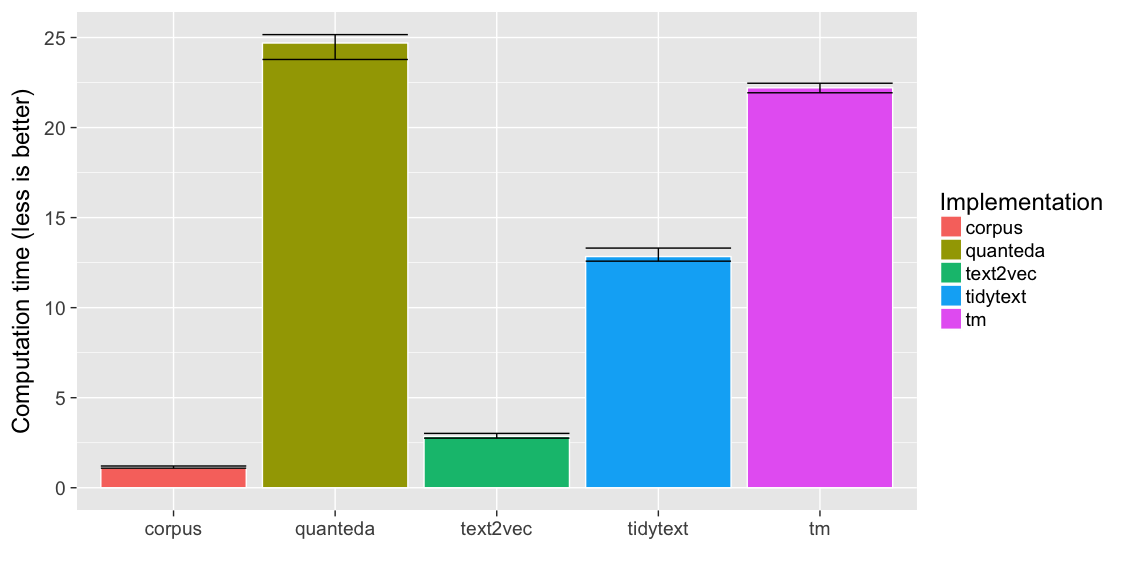 Computation time (less is better)
25
20
15
10
5
0
corpus quanteda text2vec tidytext tm
Implementation
corpus
quanteda
text2vec
tidytext
tm